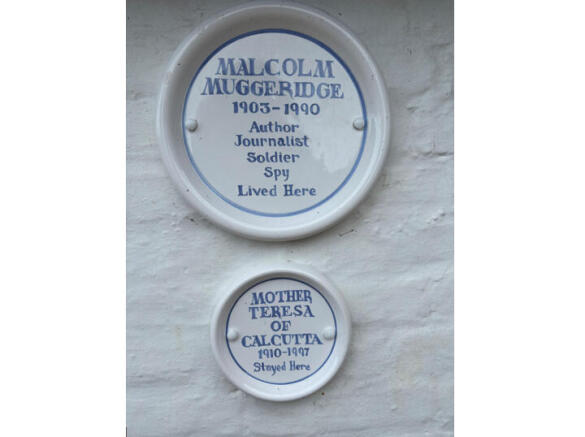 MALCOLM
MUGGERIDGE
1903-1990
Author
Journalist
Soldier
Spy
Lived Here
MOTHER
TERESA
OF
CALCUTTA
1910-1997
Stayed Here